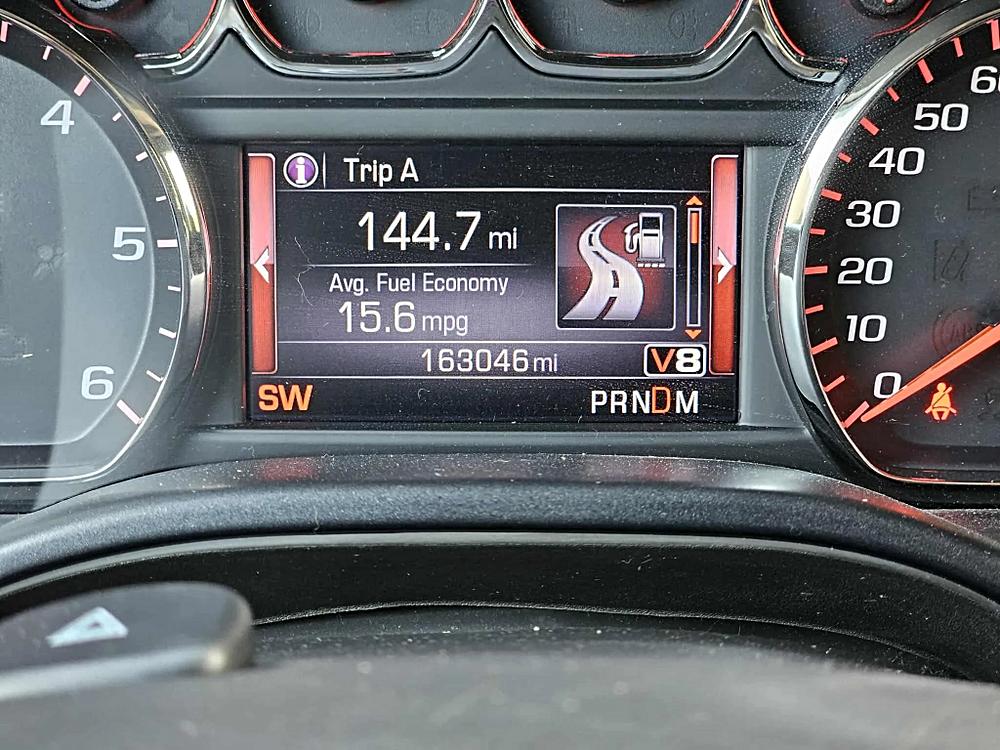 Trip A
144.7 mi
Avg. Fuel Economy
15.6 mpg
163046 mi
V8
SW
PRNDM
4
5
6
50
40
30
20
10
0